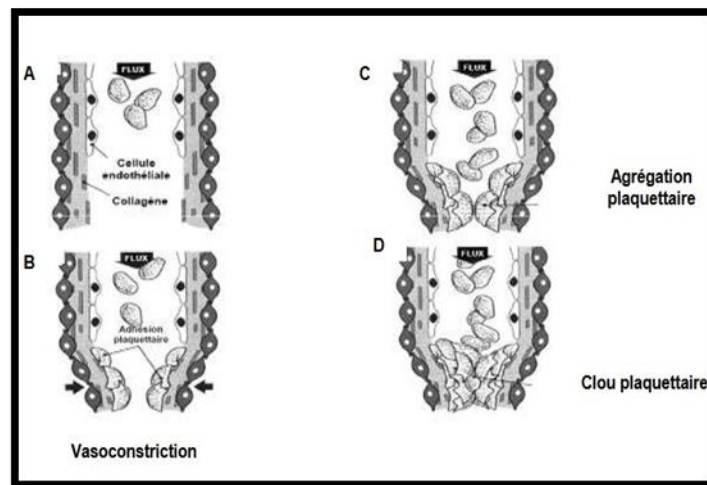 A
FLUX
Cellule
endothéliale
Collagène
B
FLUX
Adhésion
plaquettaire
Vasoconstriction
C
FLUX
Agrégation
plaquettaire
D
FLUX
Clou plaquettaire